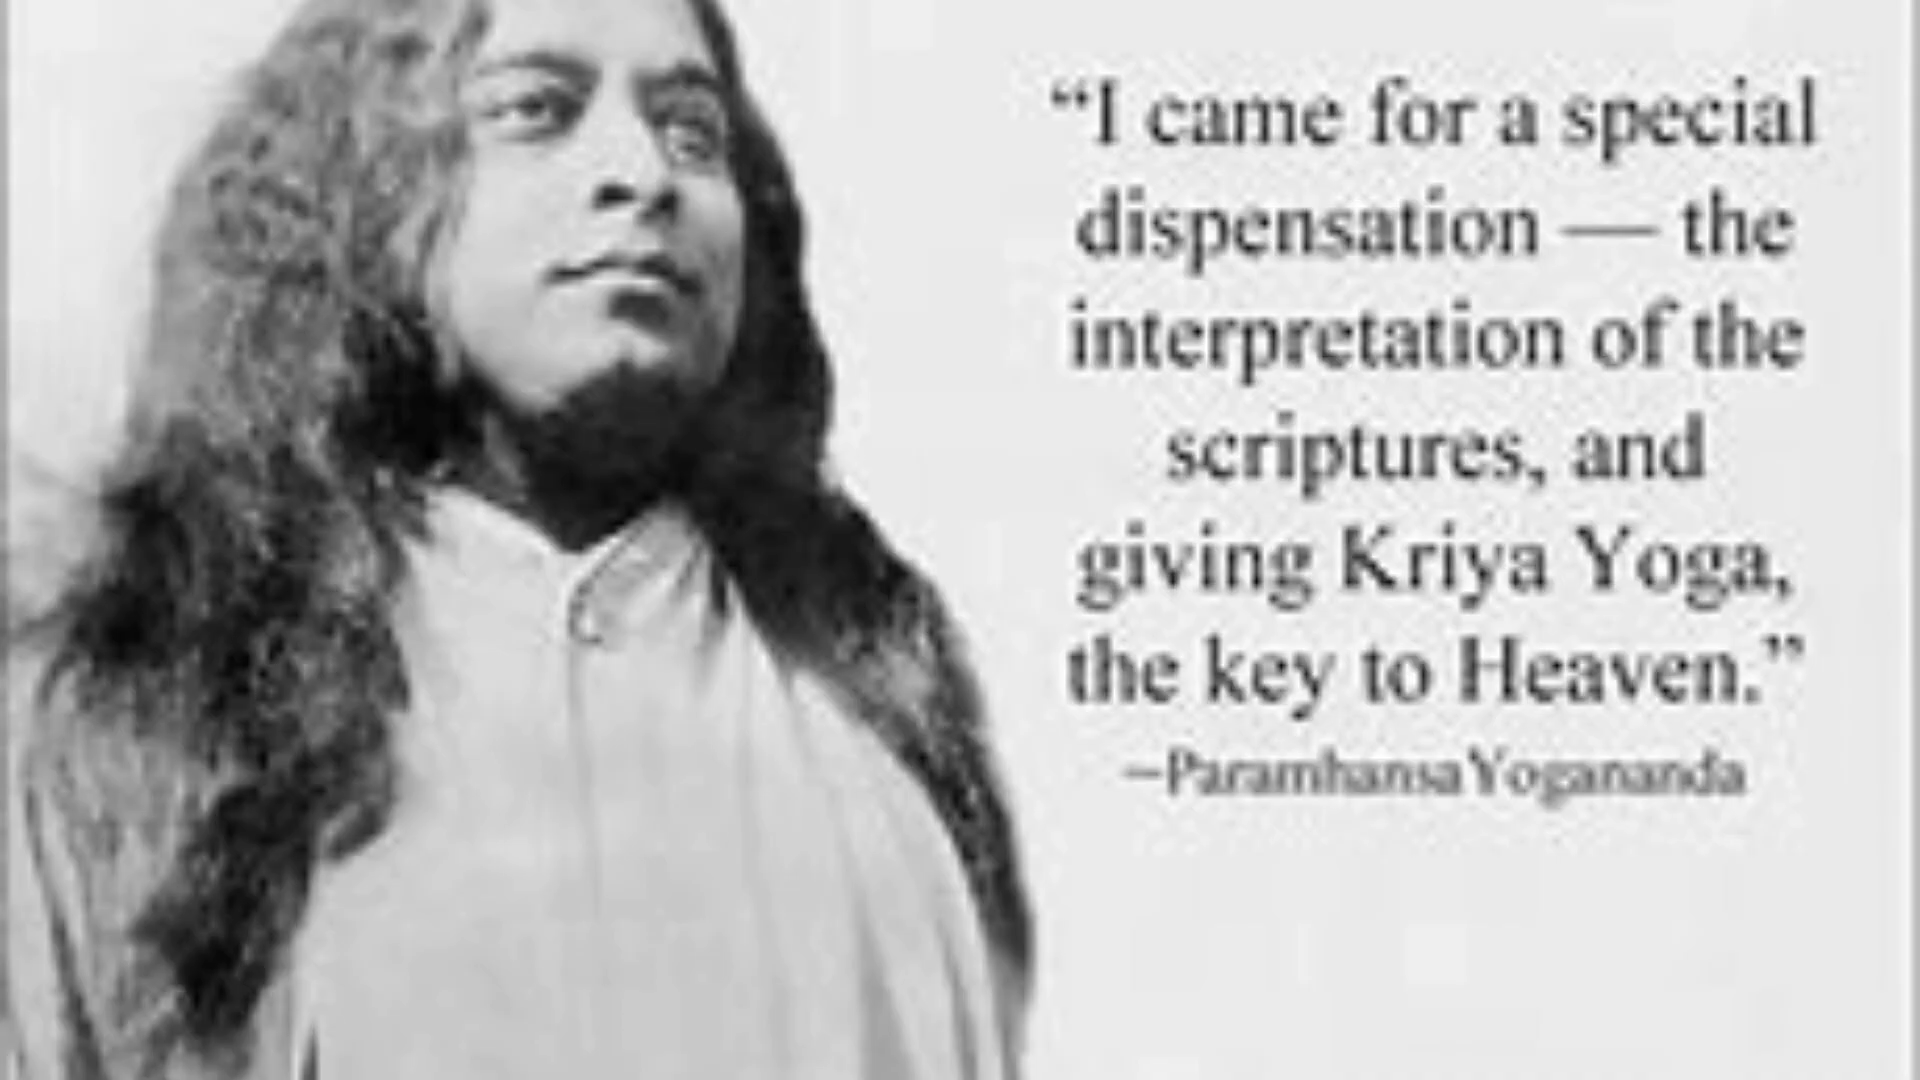 “I came for a special
dispensation — the
interpretation of the
scriptures, and
giving Kriya Yoga,
the key to Heaven.”
–Paramhansa Yogananda